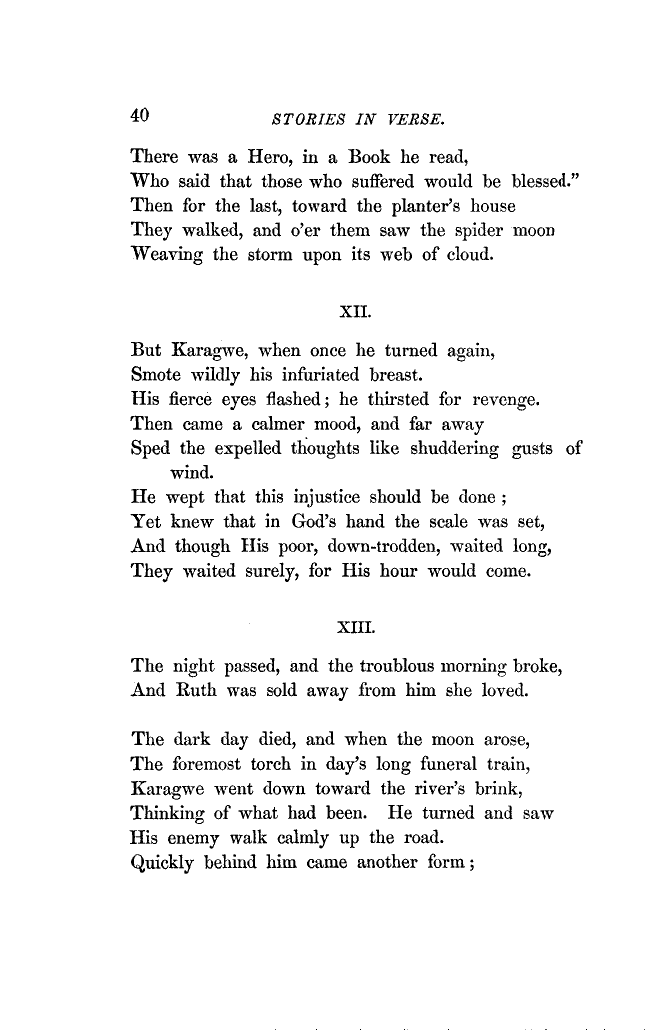 40 STORIES IN VERSE.
There was a Hero, in a Book he read,
Who said that those who suffered would be blessed.”
Then for the last, toward the planter’s house
They walked, and o’er them saw the spider moon
Weaving the storm upon its web of cloud.
XII.
But Karagwe, when once he turned again,
Smote wildly his infuriated breast.
His fierce eyes flashed; he thirsted for revenge.
Then came a calmer mood, and far away
Sped the expelled thoughts like shuddering gusts of
wind.
He wept that this injustice should be done ;
Yet knew that in God’s hand the scale was set,
And though His poor, down-trodden, waited long,
They waited surely, for His hour would come.
XIII.
The night passed, and the troublous morning broke,
And Ruth was sold away from him she loved.
The dark day died, and when the moon arose,
The foremost torch in day’s long funeral train,
Karagwe went down toward the river’s brink,
Thinking of what had been. He turned and saw
His enemy walk calmly up the road.
Quickly behind him came another form ;